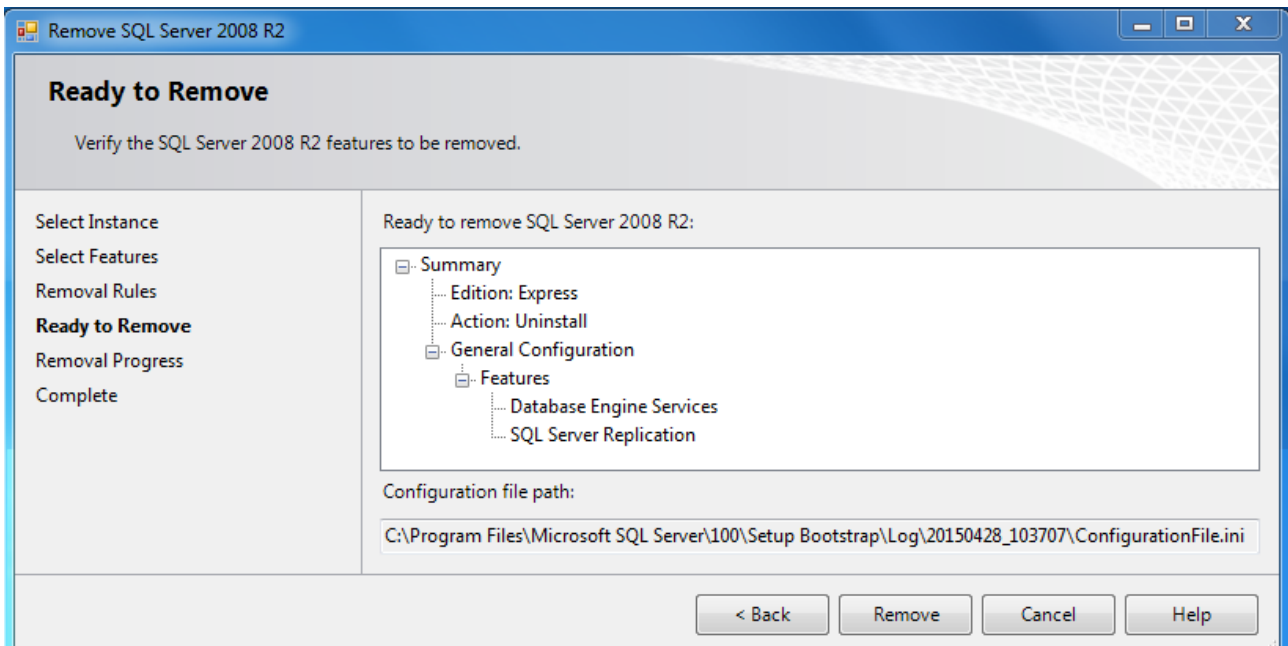 Remove SQL Server 2008 R2
Ready to Remove
Verify the SQL Server 2008 R2 features to be removed.
Select Instance
Select Features
Removal Rules
Ready to Remove
Removal Progress
Complete
Ready to remove SQL Server 2008 R2:
Summary
Edition: Express
Action: Uninstall
General Configuration
Features
Database Engine Services
SQL Server Replication
Configuration file path:
C:\Program Files\Microsoft SQL Server\100\Setup Bootstrap\Log\20150428_103707\ConfigurationFile.ini
< Back Remove Cancel Help